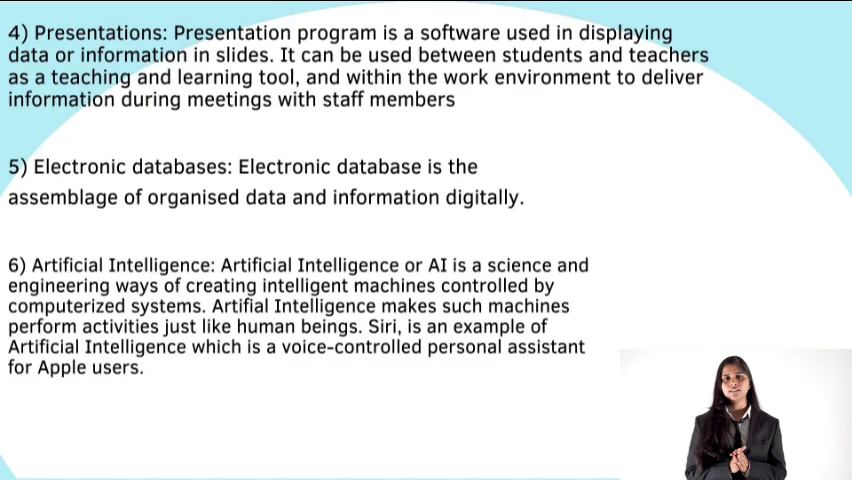 4) Presentations: Presentation program is a software used in displaying
data or information in slides. It can be used between students and teachers
as a teaching and learning tool, and within the work environment to deliver
information during meetings with staff members
5) Electronic databases: Electronic database is the
assemblage of organised data and information digitally.
6) Artificial Intelligence: Artificial Intelligence or AI is a science and
engineering ways of creating intelligent machines controlled by
computerized systems. Artifial Intelligence makes such machines
perform activities just like human beings. Siri, is an example of
Artificial Intelligence which is a voice-controlled personal assistant
for Apple users.